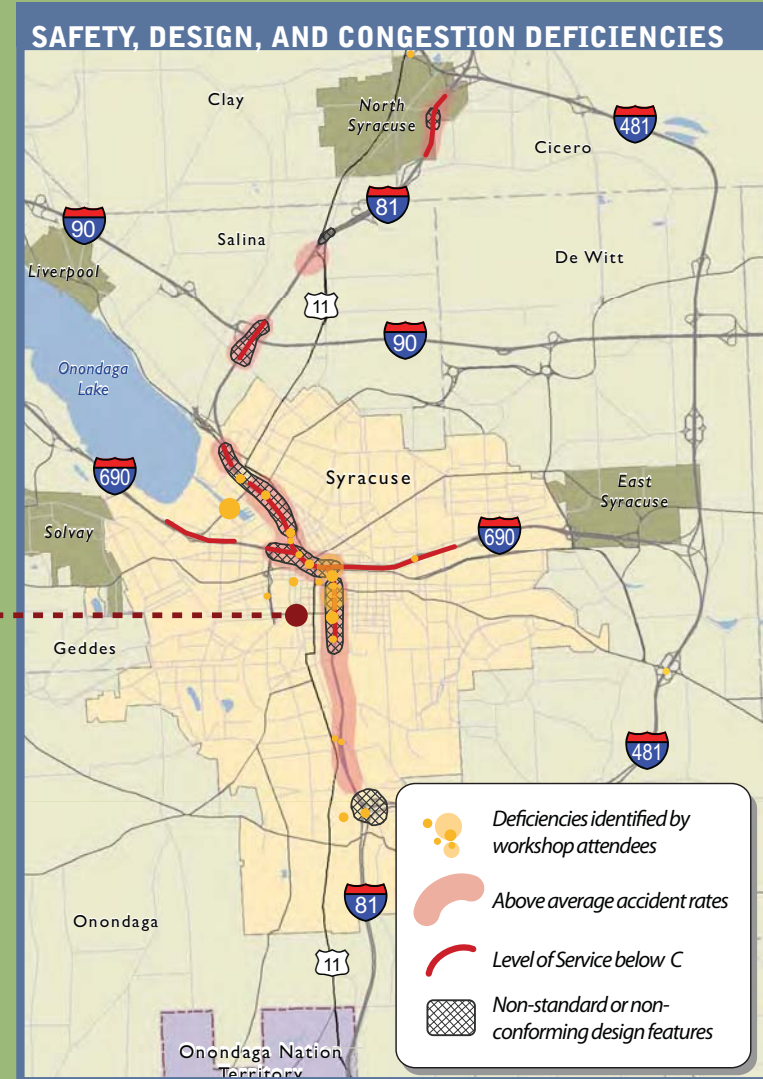 SAFETY, DESIGN, AND CONGESTION DEFICIENCIES
Clay
North
Syracuse
481
Cicero
81
90
Salina
De Witt
Liverpool
11
90
Onondaga
Lake
690
Syracuse
East
Syracuse
Solvay
690
Geddes
481
Deficiencies identified by
workshop attendees
Above average accident rates
81
Onondaga
Level of Service below C
11
Non-standard or non-
conforming design features
Onondaga Nation
Territory